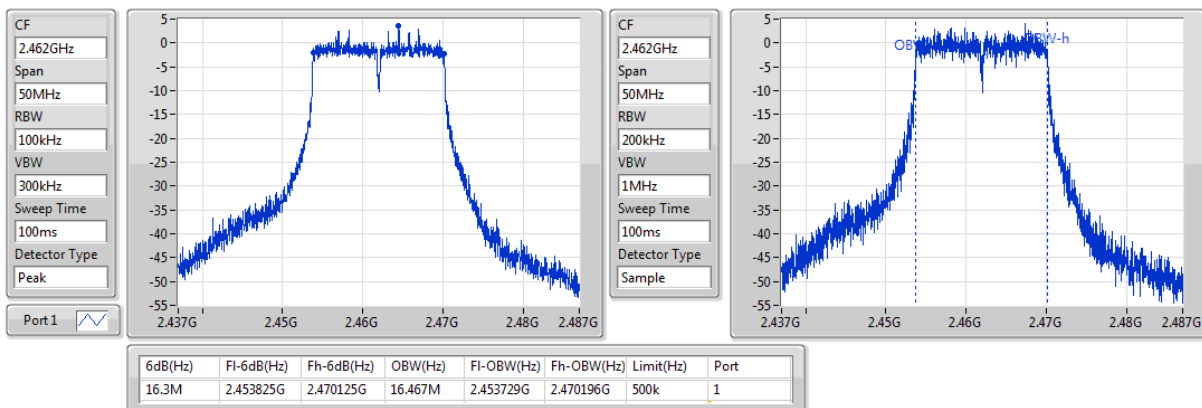 CF
2.462GHz
Span
50MHz
RBW
100kHz
VBW
300kHz
Sweep Time
100ms
Detector Type
Peak
Port 1
5
0
-5
-10
-15
-20
-25
-30
-35
-40
-45
-50
-55
2.437G 2.45G 2.46G 2.47G 2.48G 2.487G
CF
2.462GHz
Span
50MHz
RBW
200kHz
VBW
1MHz
Sweep Time
100ms
Detector Type
Sample
5
0
-5
-10
-15
-20
-25
-30
-35
-40
-45
-50
-55
2.437G 2.45G 2.46G 2.47G 2.48G 2.487G
6dB(Hz) Fl-6dB(Hz) Fh-6dB(Hz) OBW(Hz) Fl-OBW(Hz) Fh-OBW(Hz) Limit(Hz) Port
16.3M 2.453825G 2.470125G 16.467M 2.453729G 2.470196G 500k 1